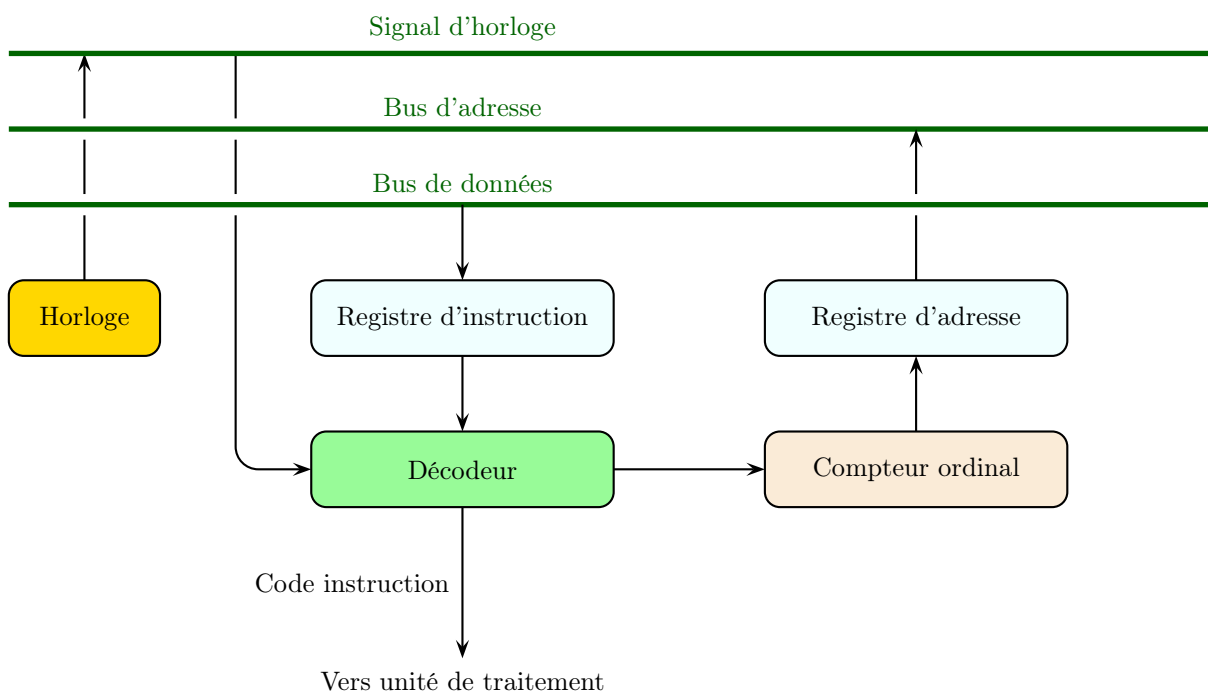 Signal d'horloge
Bus d'adresse
Bus de données
Horloge
Registre d'instruction
Registre d'adresse
Décodeur
Compteur ordinal
Code instruction
Vers unité de traitement